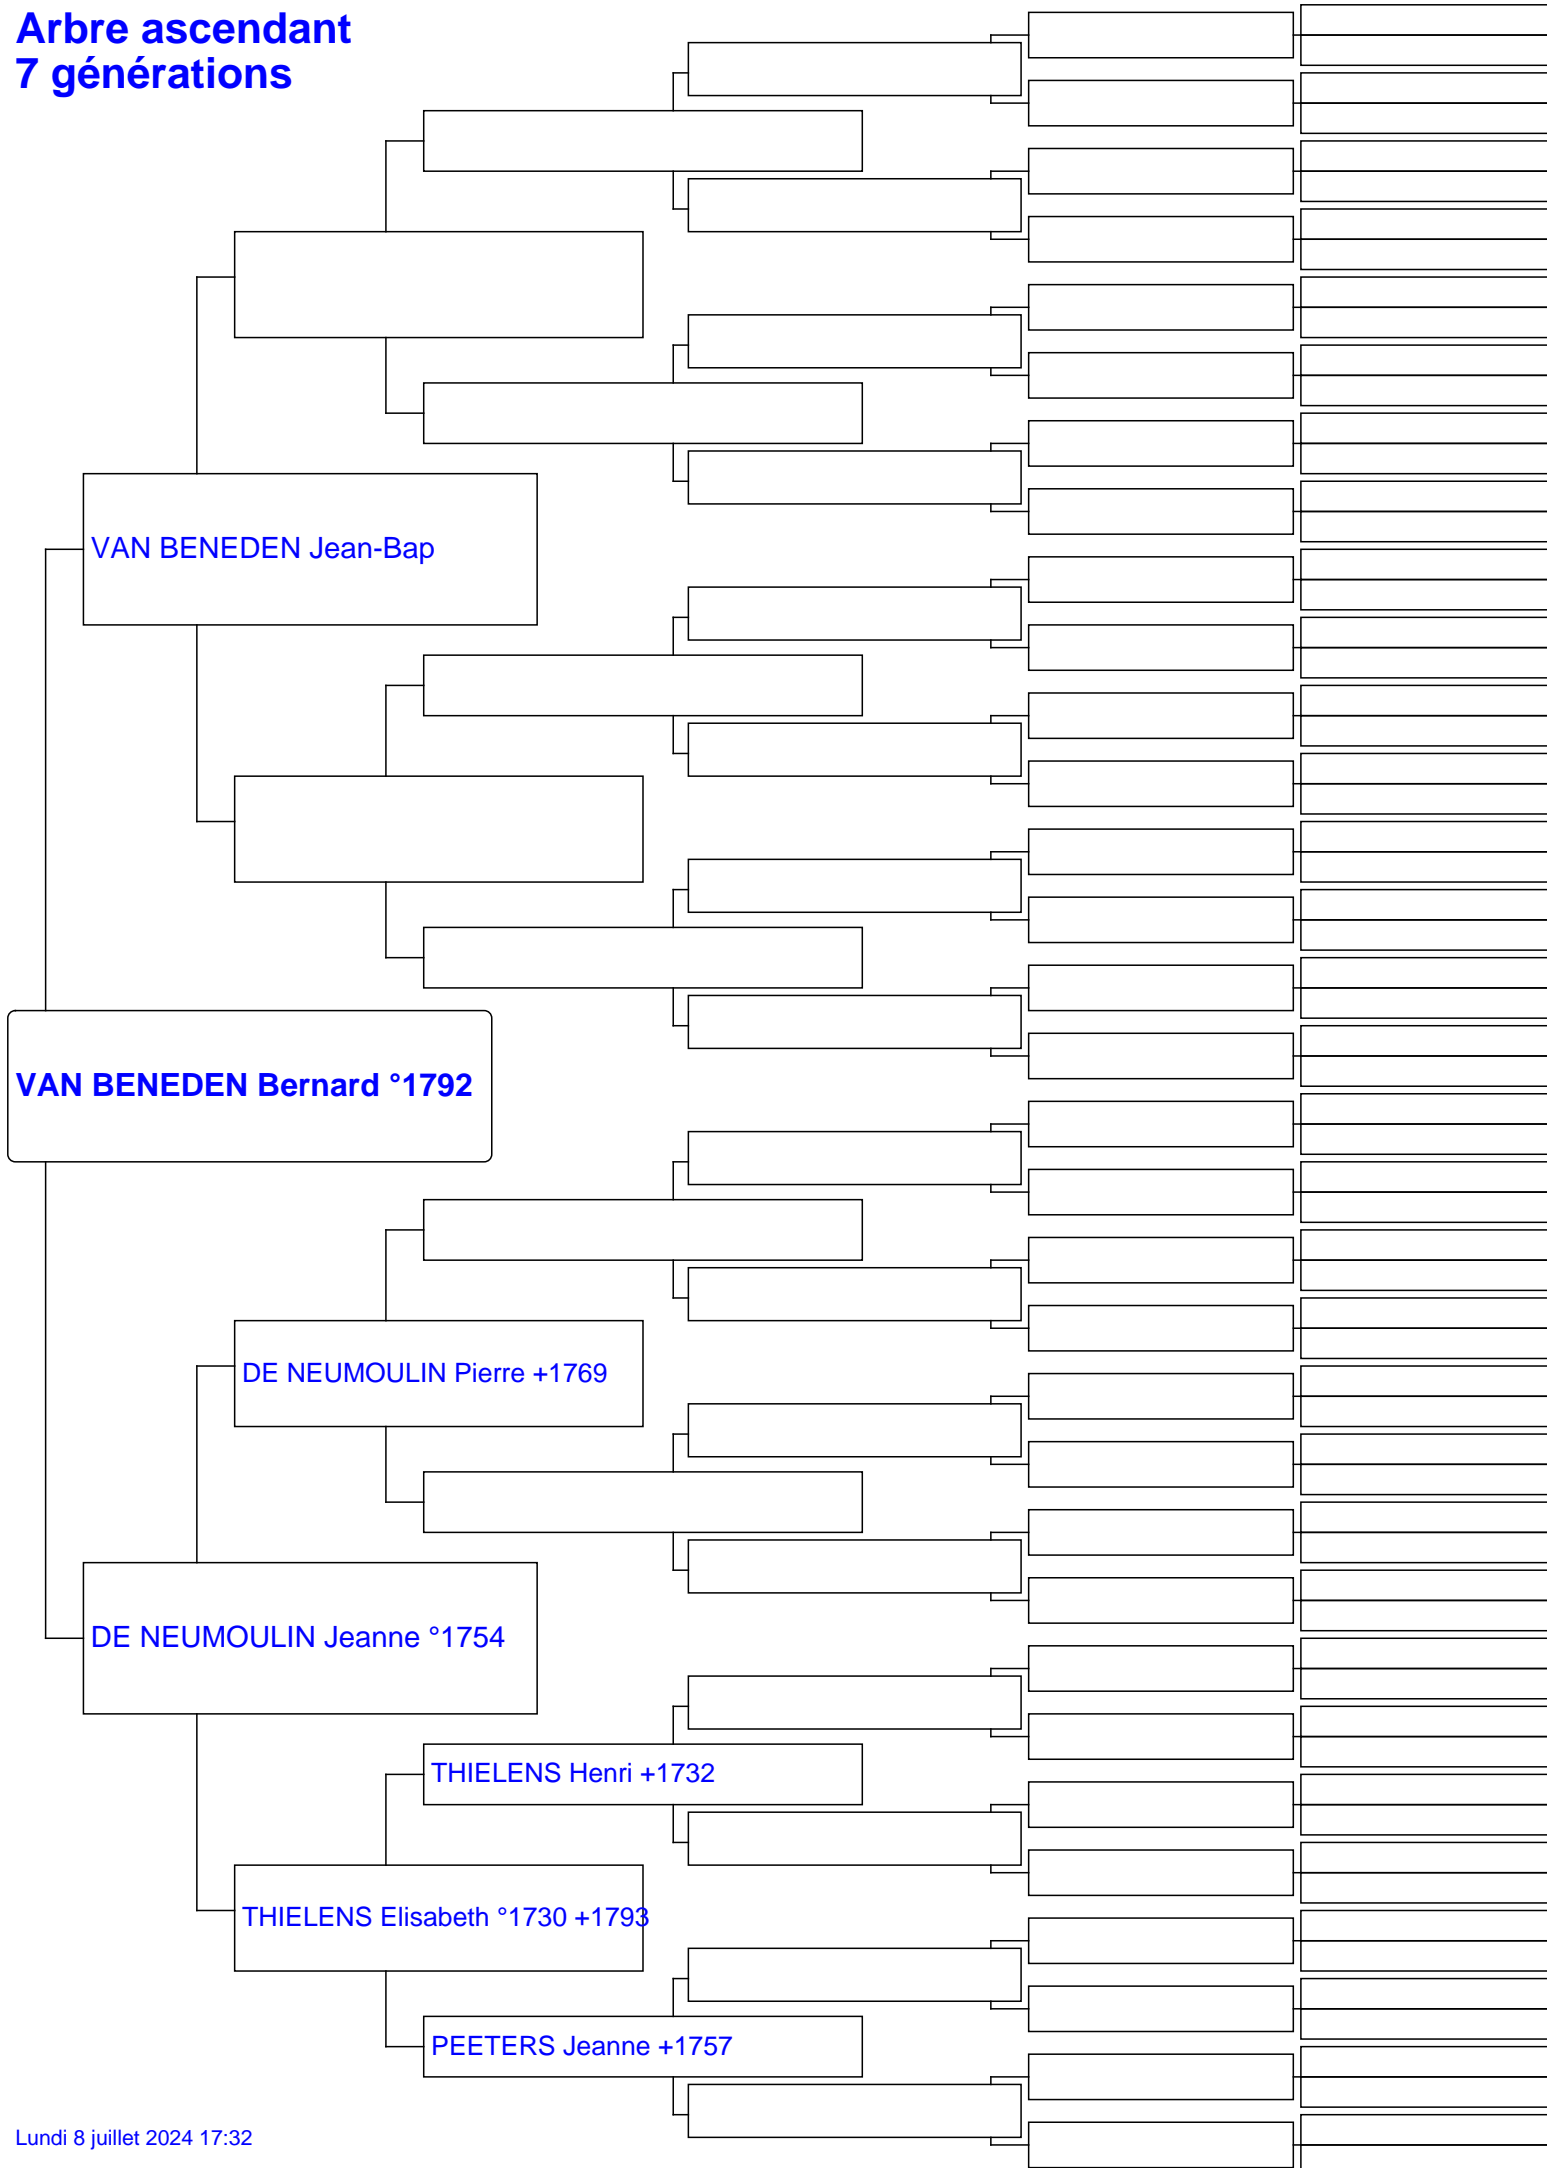 Arbre ascendant
7 générations
VAN BENEDEN Jean-Bap
VAN BENEDEN Bernard °1792
DE NEUMOULIN Pierre +1769
DE NEUMOULIN Jeanne °1754
THIELENS Henri +1732
THIELENS Elisabeth °1730 +1793
PEETERS Jeanne +1757
Lundi 8 juillet 2024 17:32